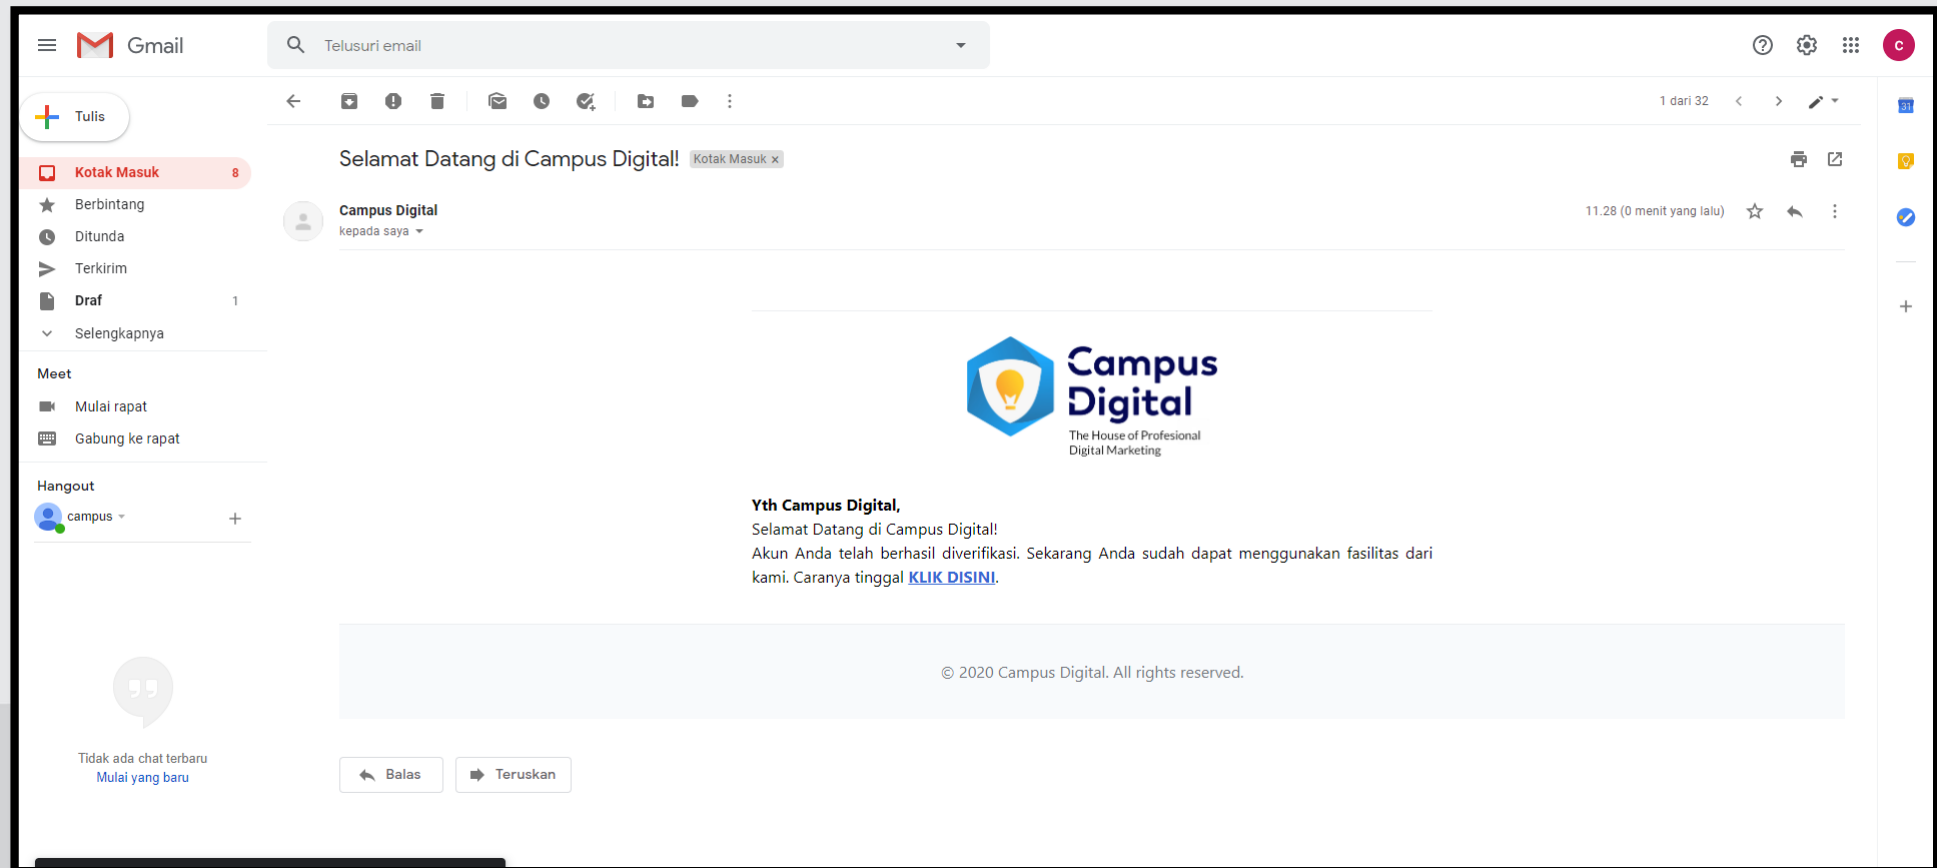 Gmail
Telusuri email
C
Tulis
1 dari 32
31
Kotak Masuk 8
Berbintang
Ditunda
Terkirim
Draf 1
Selengkapnya
Meet
Mulai rapat
Gabung ke rapat
Hangout
campus
Tidak ada chat terbaru
Mulai yang baru
Selamat Datang di Campus Digital! Kotak Masuk x
Campus Digital
kepada saya
11.28 (0 menit yang lalu)
Campus
Digital
The House of Profesional
Digital Marketing
Yth Campus Digital,
Selamat Datang di Campus Digital!
Akun Anda telah berhasil diverifikasi. Sekarang Anda sudah dapat menggunakan fasilitas dari
kami. Caranya tinggal KLIK DISINI.
© 2020 Campus Digital. All rights reserved.
Balas
Teruskan